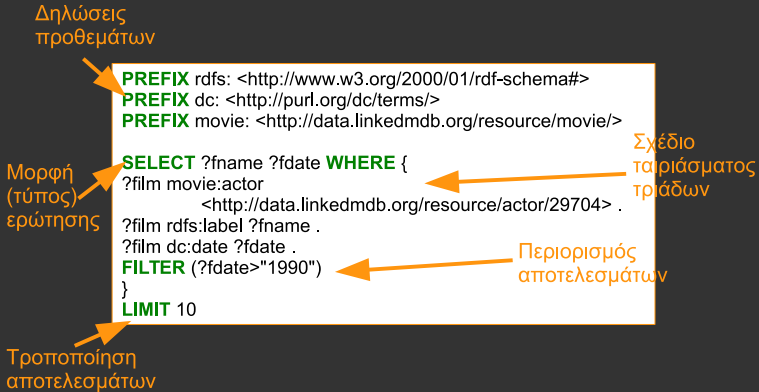 Δηλώσεις
προθεμάτων
PREFIX rdfs: <http://www.w3.org/2000/01/rdf-schema#>
PREFIX dc: <http://purl.org/dc/terms/>
PREFIX movie: <http://data.linkedmdb.org/resource/movie/>
SELECT ?fname ?fdate WHERE {
?film movie:actor
<http://data.linkedmdb.org/resource/actor/29704> .
?film rdfs:label ?fname .
?film dc:date ?fdate .
FILTER (?fdate>"1990")
}
LIMIT 10
Σχέδιο
ταιριάσματος
τριάδων
Μορφή
(τύπος)
ερώτησης
Περιορισμός
αποτελεσμάτων
Τροποποίηση
αποτελεσμάτων